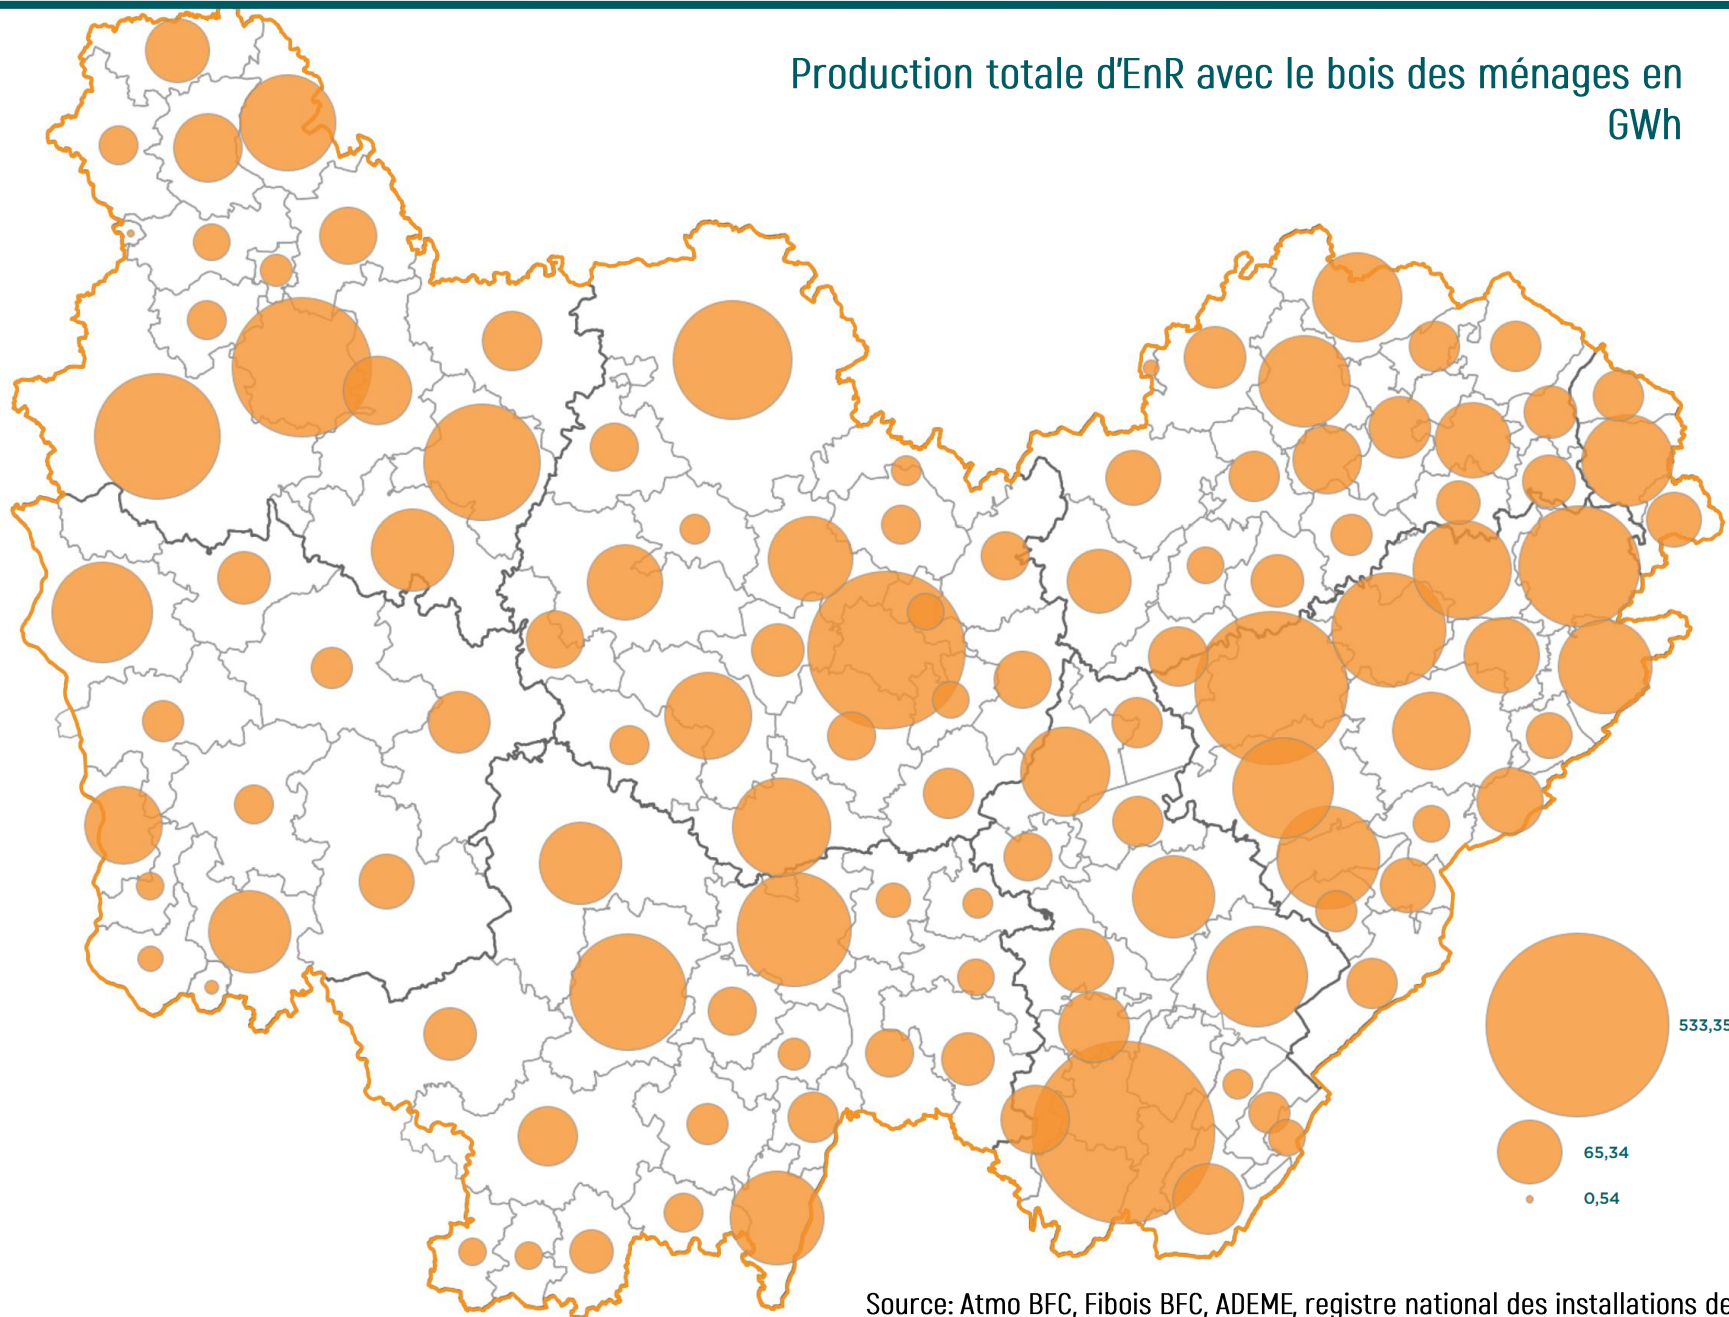 Production totale d'EnR avec le bois des ménages en
GWh
533,35
65,34
0,54
Source: Atmo BFC, Fibois BFC, ADEME, registre national des installations de